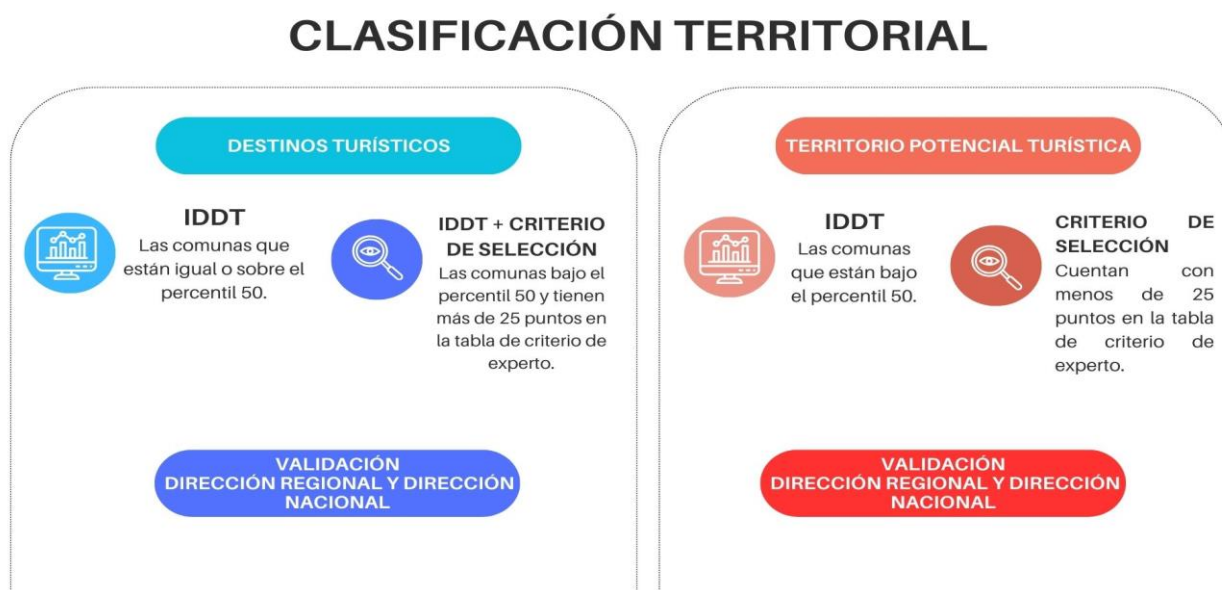 CLASIFICACIÓN TERRITORIAL
DESTINOS TURÍSTICOS
IDDT
Las comunas que
están igual o sobre el
percentil 50.
IDDT + CRITERIO
DE SELECCIÓN
Las comunas bajo el
percentil 50 y tienen
más de 25 puntos en
la tabla de criterio de
experto.
VALIDACIÓN
DIRECCIÓN REGIONAL Y DIRECCIÓN
NACIONAL
TERRITORIO POTENCIAL TURÍSTICA
IDDT
Las comunas
que están bajo
el percentil 50.
CRITERIO DE
SELECCIÓN
Cuentan con
menos de 25
puntos en la tabla
de criterio de
experto.
VALIDACIÓN
DIRECCIÓN REGIONAL Y DIRECCIÓN
NACIONAL